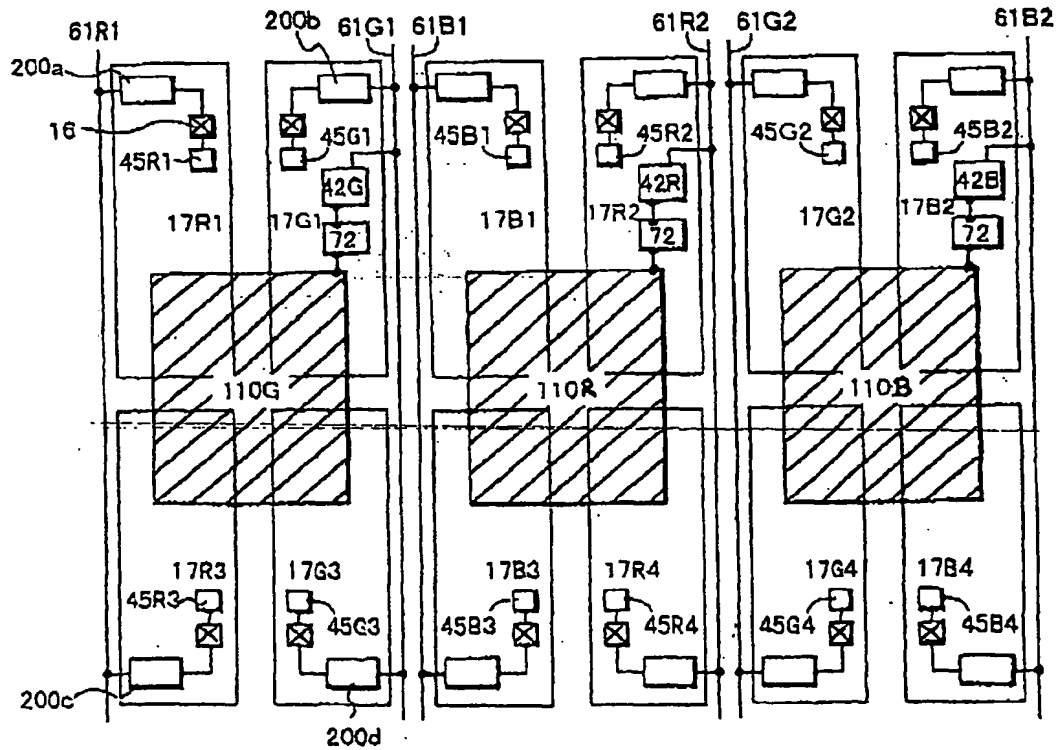 61R1 200b 61G1 61B1 61R2 61G2 61B2
200a
16
45R1 45G1 45B1 45R2 45G2 45B2
42G 42R 42B
17R1 17G1 17B1 17R2 17G2 17B2
72 72 72
110G 110R 110B
17R3 17G3 17B3 17R4 17G4 17B4
45R3 45G3 45B3 45R4 45G4 45B4
200c
200d